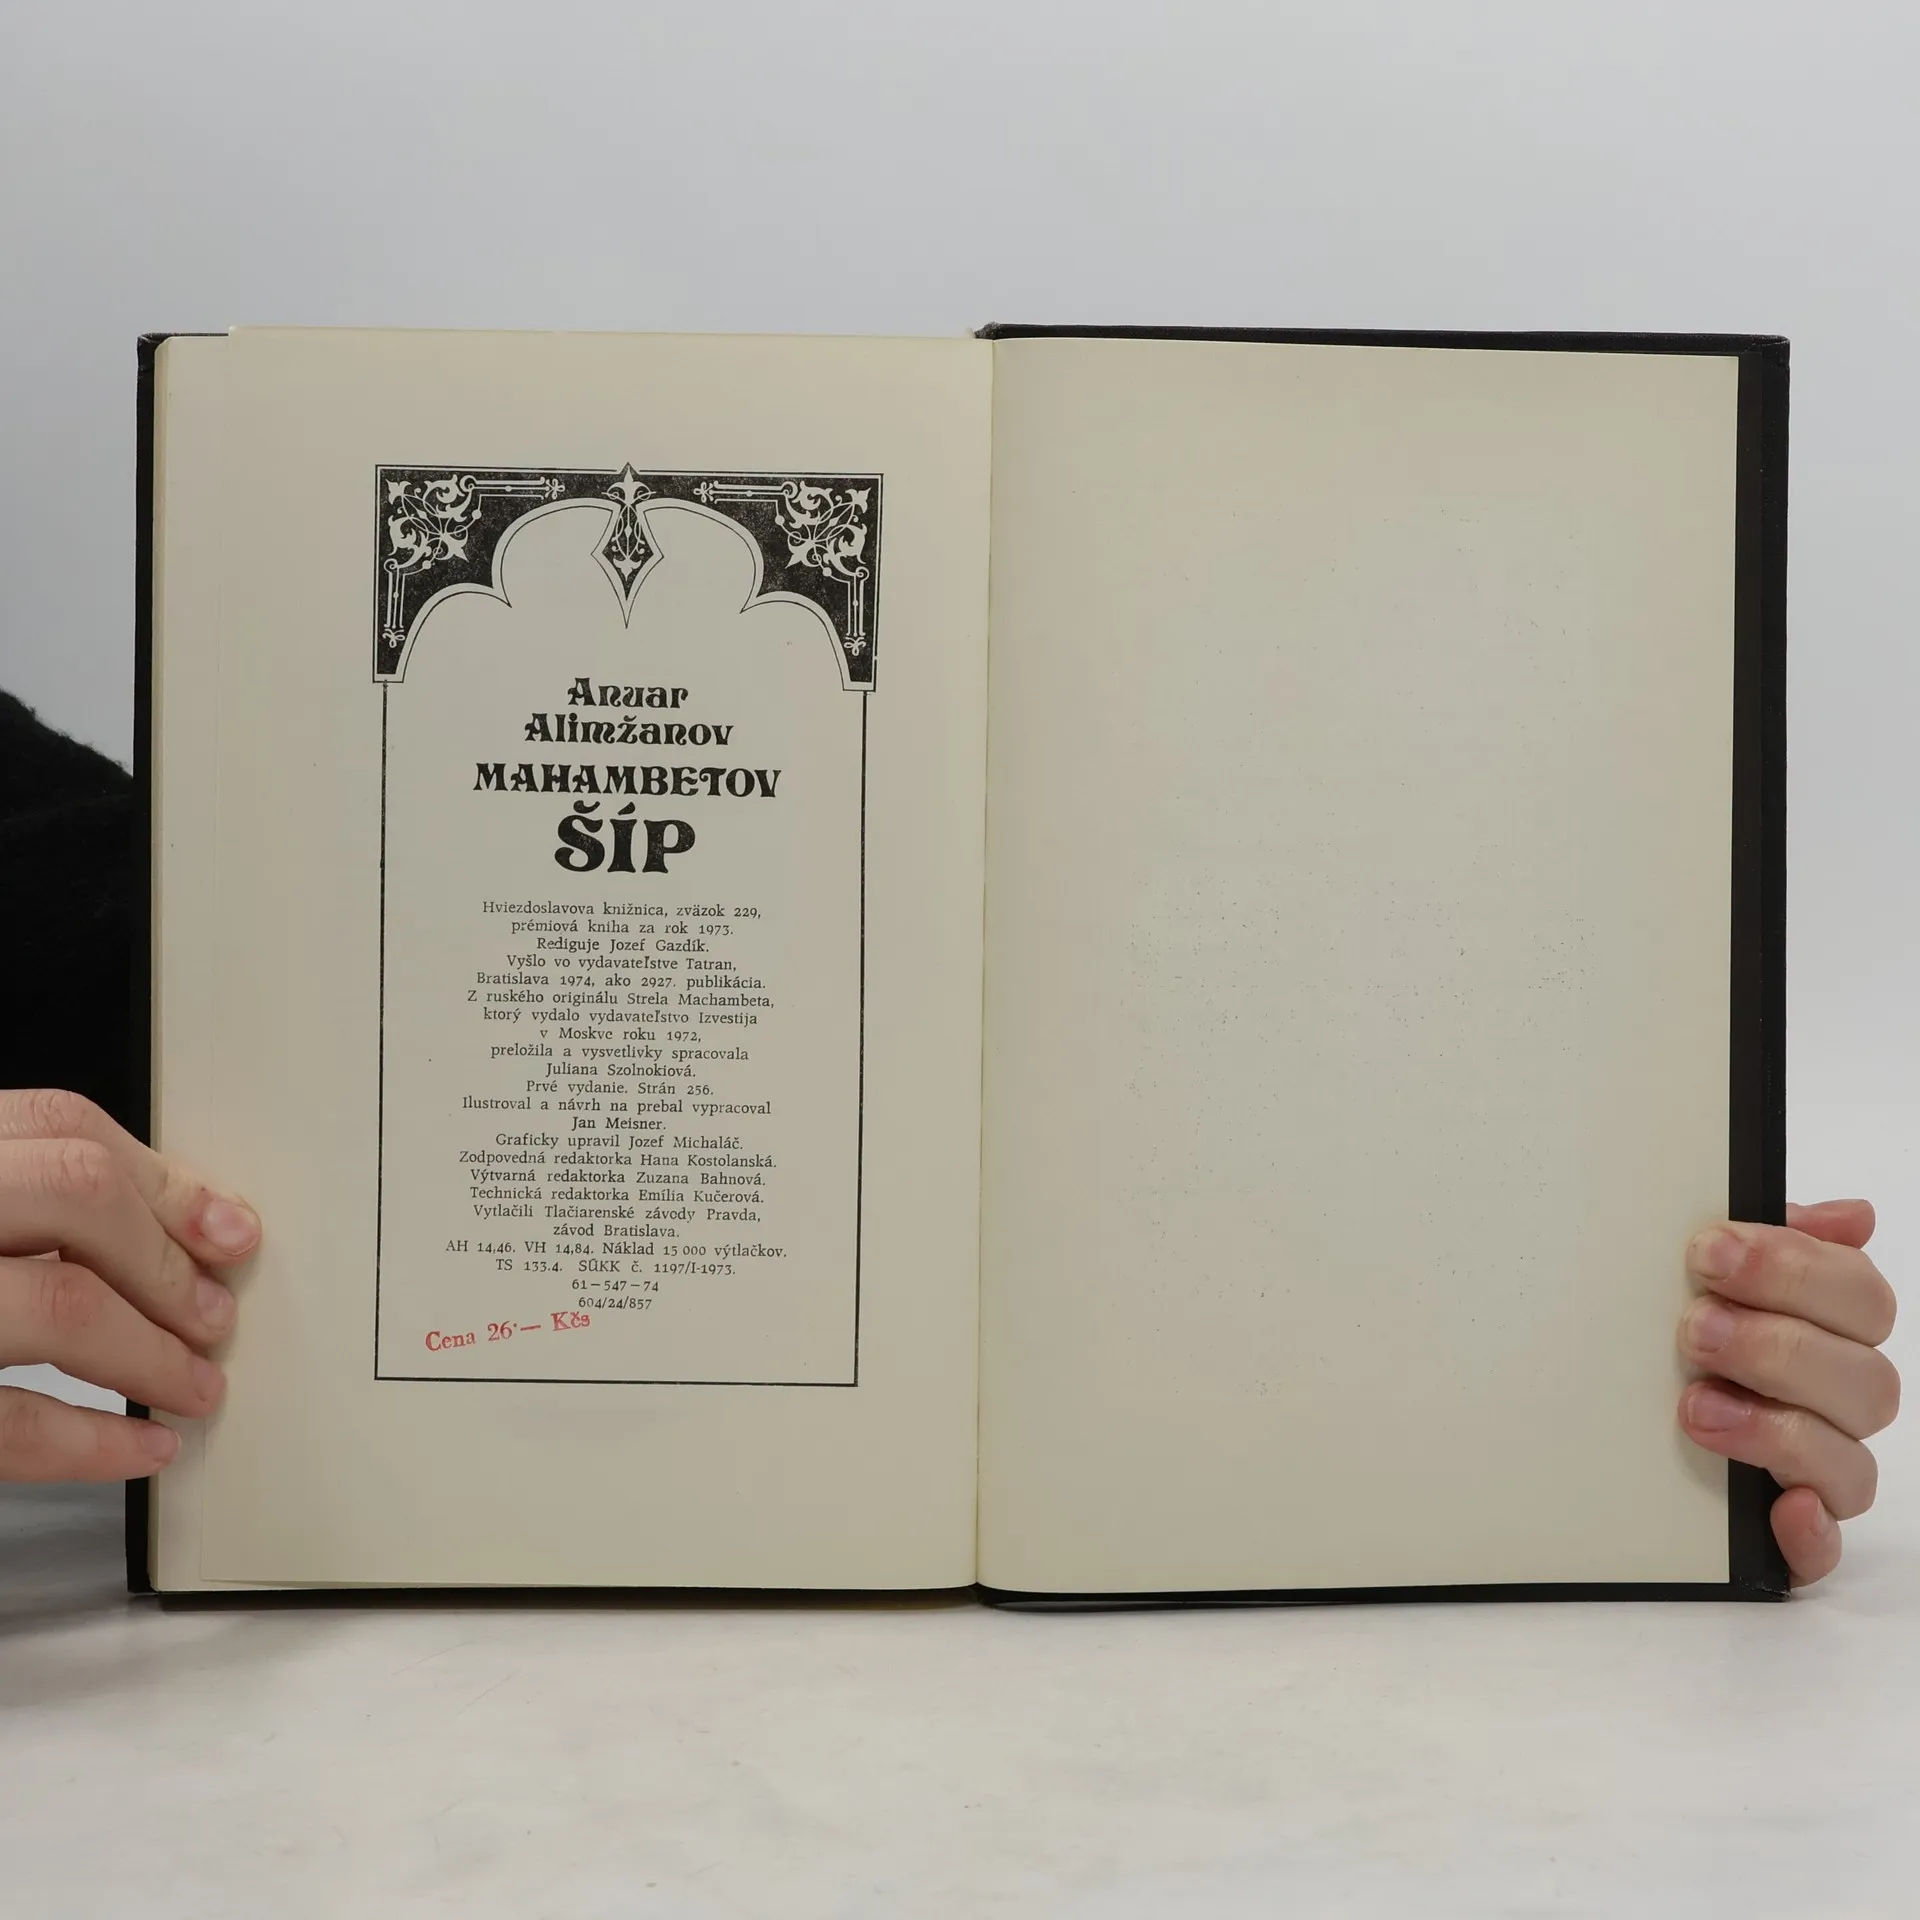 Anuar
Alimžanov
MAHAMBETOV
ŠÍP
Hviezdoslavova knižnica, zväzok 229,
prémiová kniha za rok 1973.
Rediguje Jozef Gazdík.
Vyšlo vo vydavateľstve Tatran,
Bratislava 1974, ako 2927. publikácia.
Z ruského originálu Strela Machambeta,
ktorý vydalo vydavateľstvo Izvestija
v Moskve roku 1972,
preložila a vysvetlivky spracovala
Juliana Szolnokiová.
Prvé vydanie. Strán 256.
Ilustroval a návrh na prebal vypracoval
Jan Meisner.
Graficky upravil Jozef Michaláč.
Zodpovedná redaktorka Hana Kostolanská.
Výtvarná redaktorka Zuzana Bahnová.
Technická redaktorka Emília Kučerová.
Vytlačili Tlačiarenské závody Pravda,
závod Bratislava.
AH 14,46. VH 14,84. Náklad 15 000 výtlačkov.
TS 133.4. SÚKK č. 1197/I-1973.
61—547—74
604/24/857
Cena 26·— Kčs